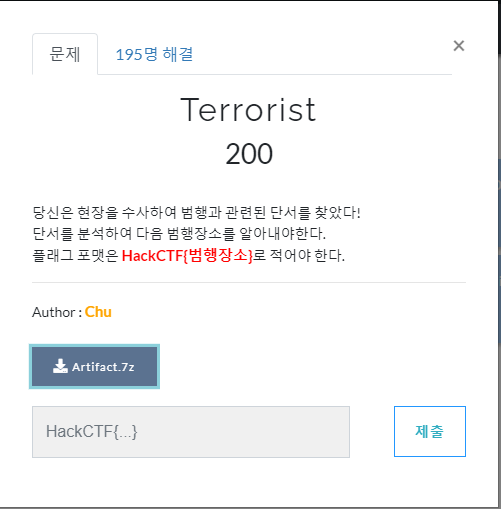 문제 195명 해결 ×
Terrorist
200
당신은 현장을 수사하여 범행과 관련된 단서를 찾았다!
단서를 분석하여 다음 범행장소를 알아내야한다.
플래그 포맷은 HackCTF{범행장소}로 적어야 한다.
Author : Chu
Artifact.7z
HackCTF{...} 제출